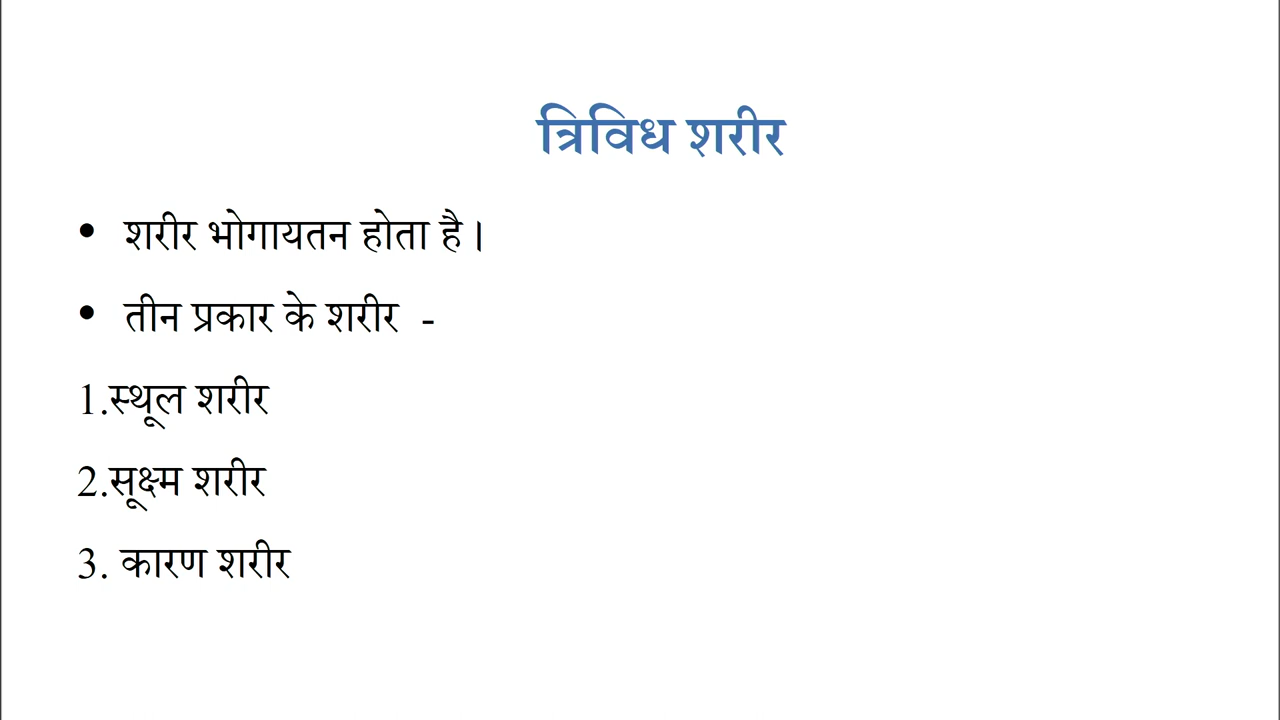 त्रिविध शरीर
• शरीर भोगायतन होता है।
• तीन प्रकार के शरीर -
1.स्थूल शरीर
2.सूक्ष्म शरीर
3. कारण शरीर